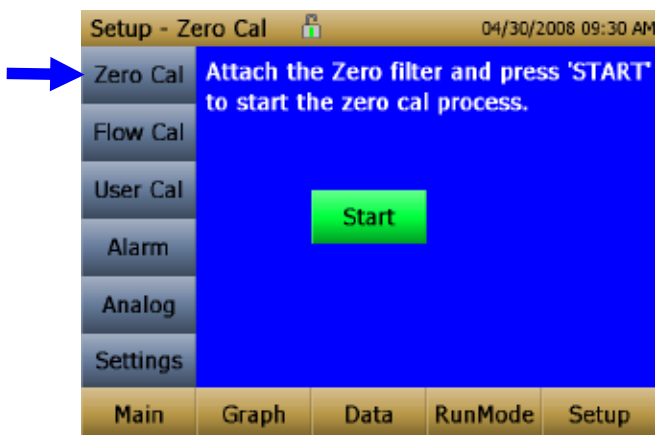 Setup - Zero Cal 04/30/2008 09:30 AM
Zero Cal
Attach the Zero filter and press 'START'
to start the zero cal process.
Flow Cal
User Cal
Start
Alarm
Analog
Settings
Main Graph Data RunMode Setup